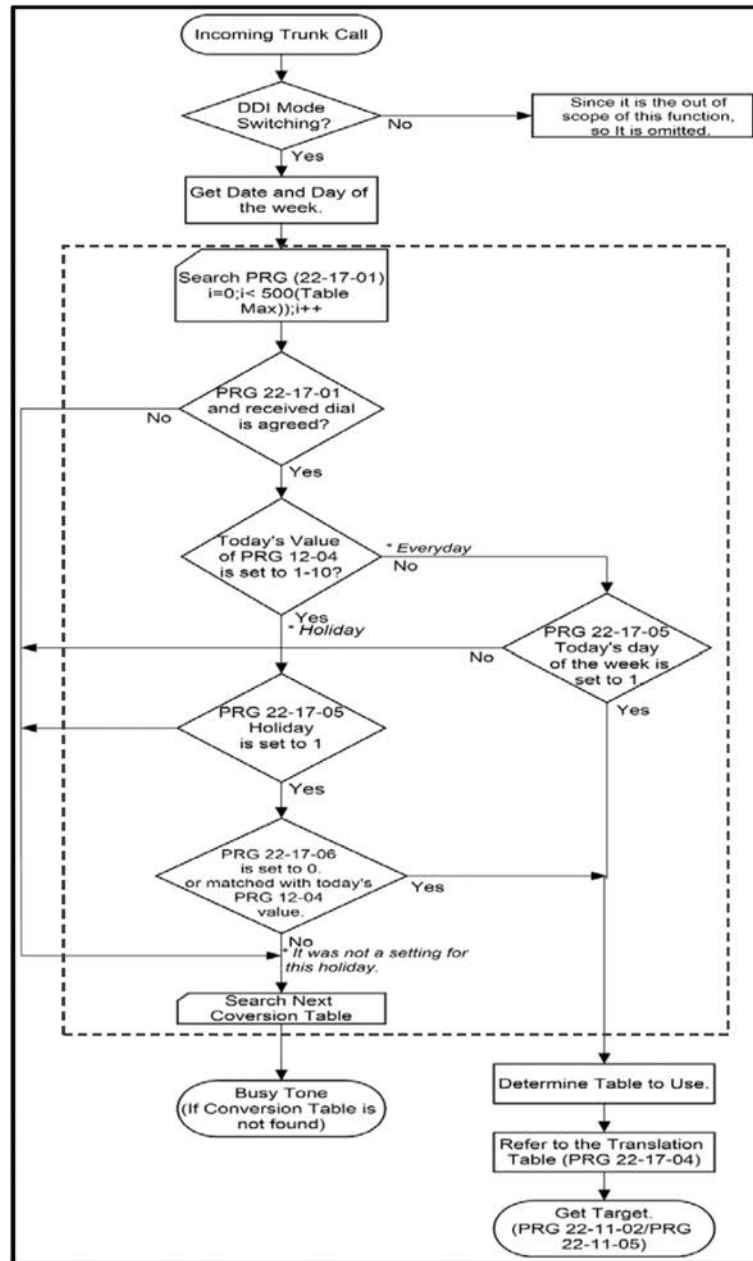 Incoming Trunk Call
DDI Mode
Switching?
No
Since it is the out of
scope of this function,
so It is omitted.
Yes
Get Date and Day of
the week.
Search PRG (22-17-01)
i=0;i< 500(Table
Max));i++
PRG 22-17-01
and received dial
is agreed?
No
Yes
Today's Value
of PRG 12-04
is set to 1-10?
* Everyday
No
Yes
* Holiday
PRG 22-17-05
Today's day
of the week is
set to 1.
No
Yes
PRG 22-17-05
Holiday
is set to 1
Yes
PRG 22-17-06
is set to 0.
or matched with today's
PRG 12-04
value.
Yes
No
* It was not a setting for
this holiday.
Search Next
Coversion Table
Busy Tone
(If Conversion Table is
not found)
Determine Table to Use.
Refer to the Translation
Table (PRG 22-17-04)
Get Target.
(PRG 22-11-02/PRG
22-11-05)